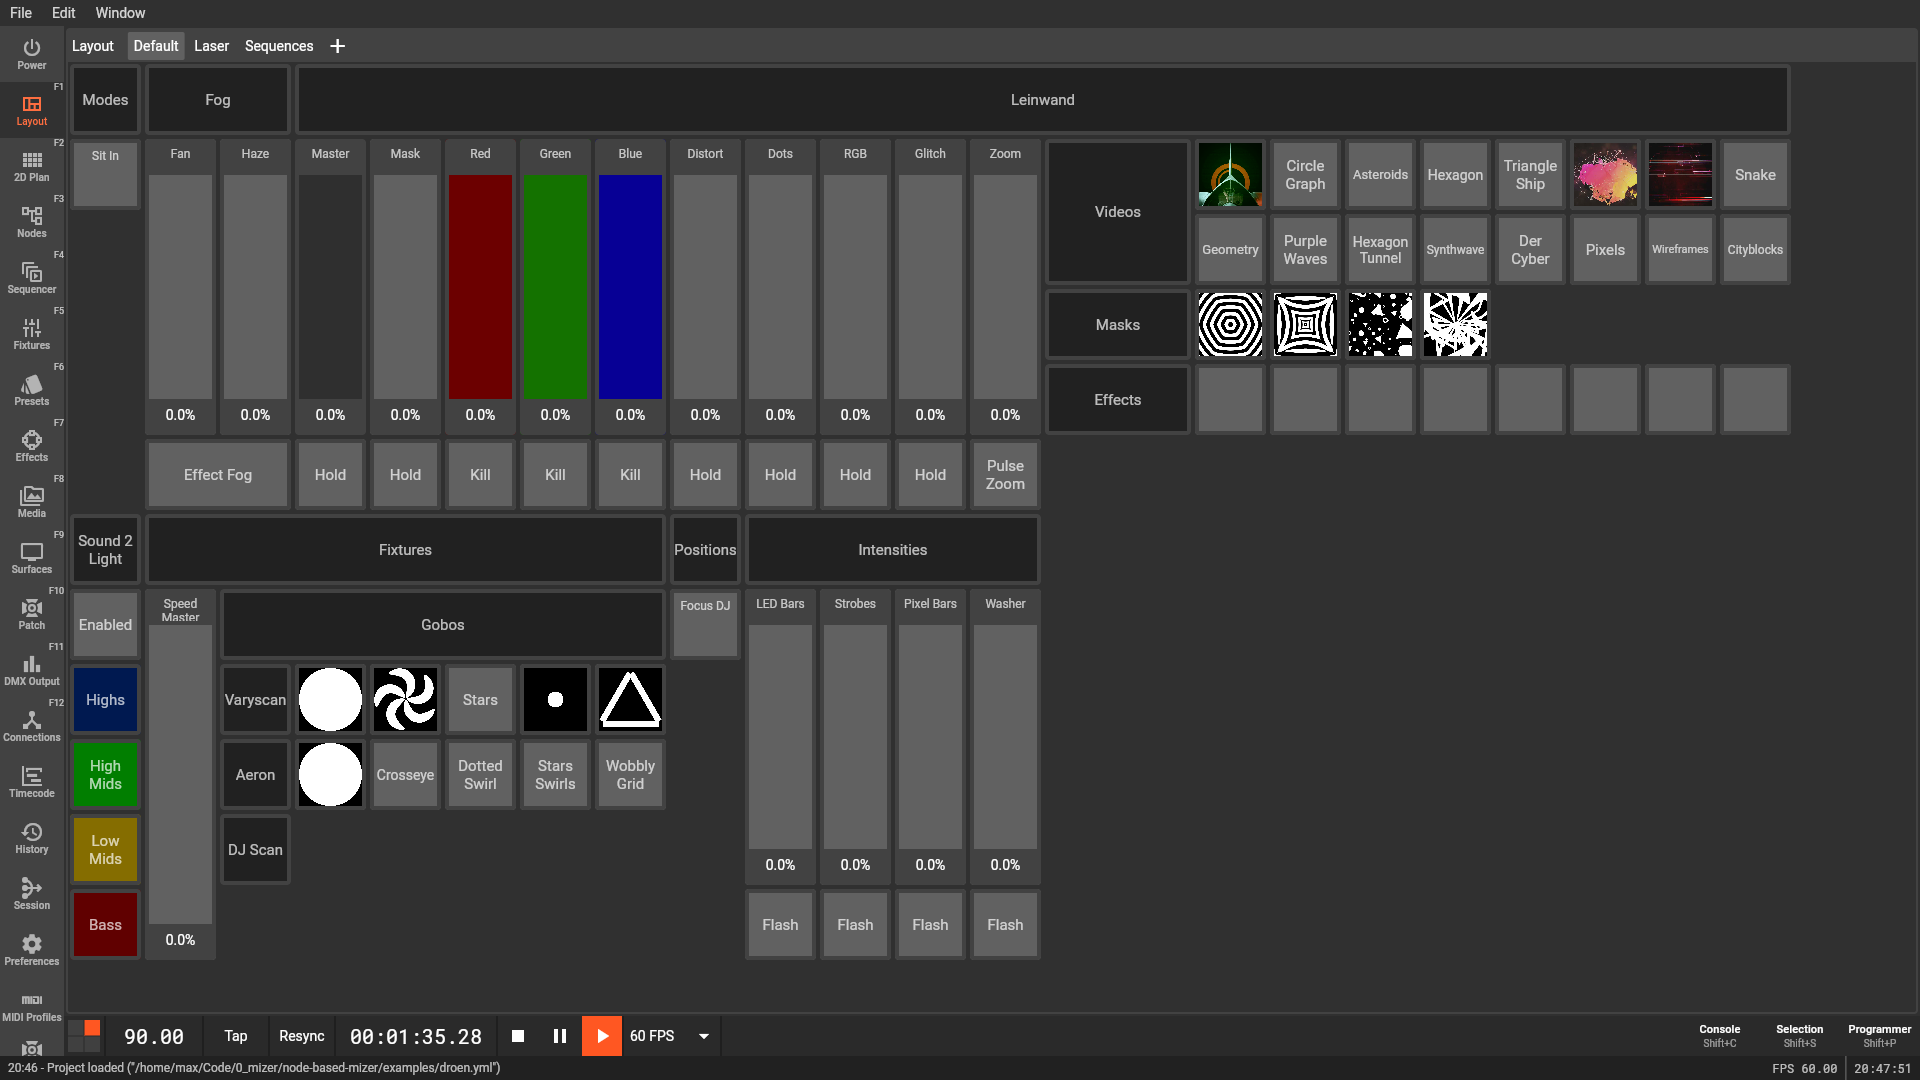 File Edit Window
Power
F1
Layout
F2
2D Plan
F3
Nodes
F4
Sequencer
F5
Fixtures
F6
Presets
F7
Effects
F8
Media
F9
Surfaces
F10
Patch
F11
DMX Output
F12
Connections
Timecode
History
Session
Preferences
MIDI
MIDI Profiles
Layout Default Laser Sequences
Modes Fog Leinwand
Sit In Fan Haze Master Mask Red Green Blue Distort Dots RGB Glitch Zoom
0.0% 0.0% 0.0% 0.0% 0.0% 0.0% 0.0% 0.0% 0.0% 0.0% 0.0% 0.0%
Effect Fog Hold Hold Kill Kill Kill Hold Hold Hold Hold Pulse
Zoom
Videos
Circle
Graph
Asteroids
Hexagon
Triangle
Ship
Snake
Geometry
Purple
Waves
Hexagon
Tunnel
Synthwave
Der
Cyber
Pixels
Wireframes
Cityblocks
Masks
Effects
Sound 2
Light
Fixtures Positions Intensities
Enabled
Highs
High
Mids
Low
Mids
Bass
Speed
Master
0.0%
Gobos
Varyscan Stars
Aeron Crosseye
Dotted
Swirl
Stars
Swirls
Wobbly
Grid
DJ Scan
Focus DJ
LED Bars Strobes Pixel Bars Washer
0.0% 0.0% 0.0% 0.0%
Flash Flash Flash Flash
90.00 Tap Resync 00:01:35.28 60 FPS
Console
Shift+C
Selection
Shift+S
Programmer
Shift+P
20:46 - Project loaded ("/home/max/Code/0_mizer/node-based-mizer/examples/droen.yml")
FPS 60.00 20:47:51